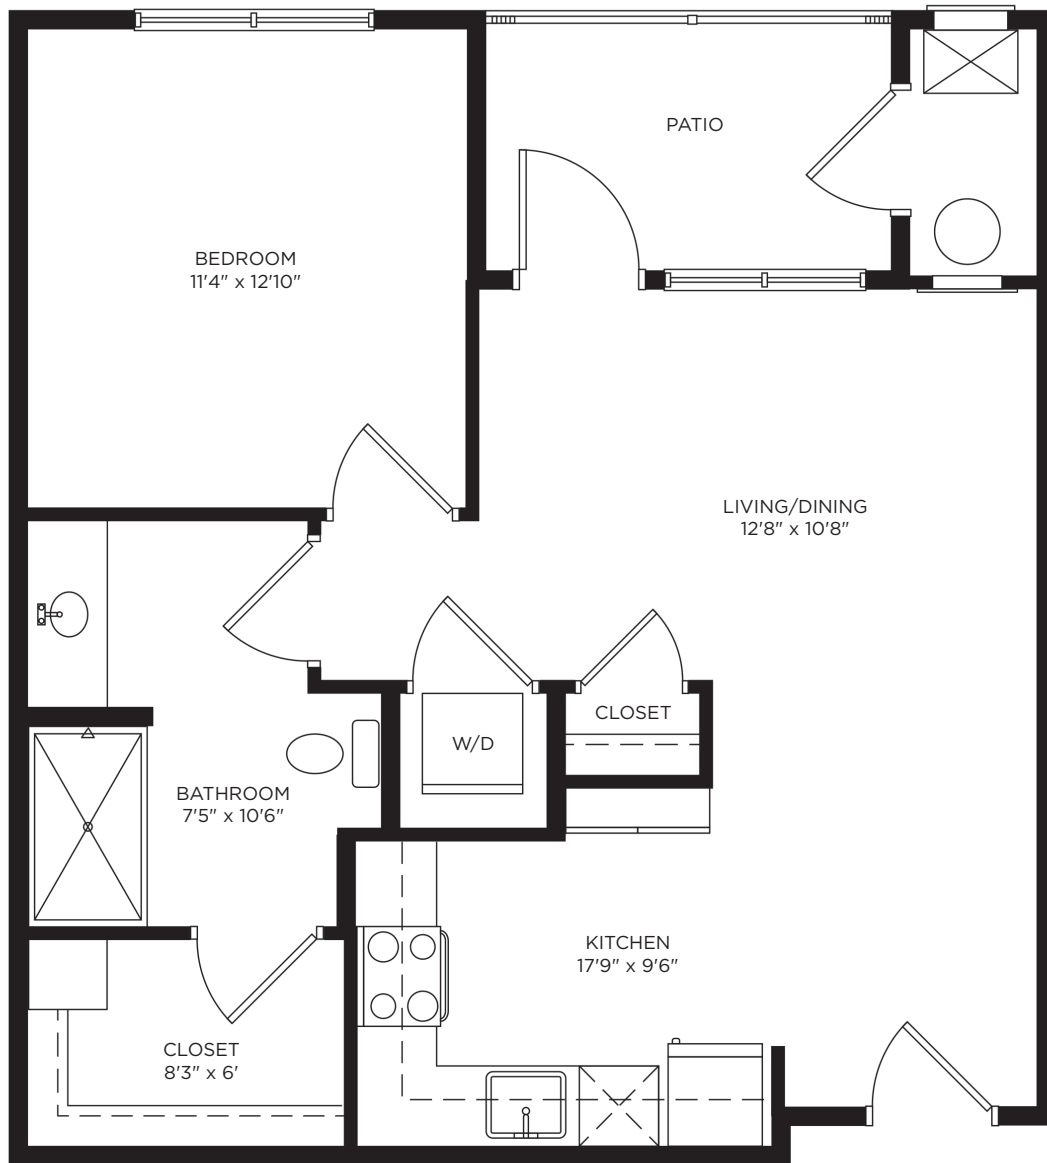 PATIO
BEDROOM
11'4" x 12'10"
LIVING/DINING
12'8" x 10'8"
CLOSET
W/D
BATHROOM
7'5" x 10'6"
KITCHEN
17'9" x 9'6"
CLOSET
8'3" x 6'